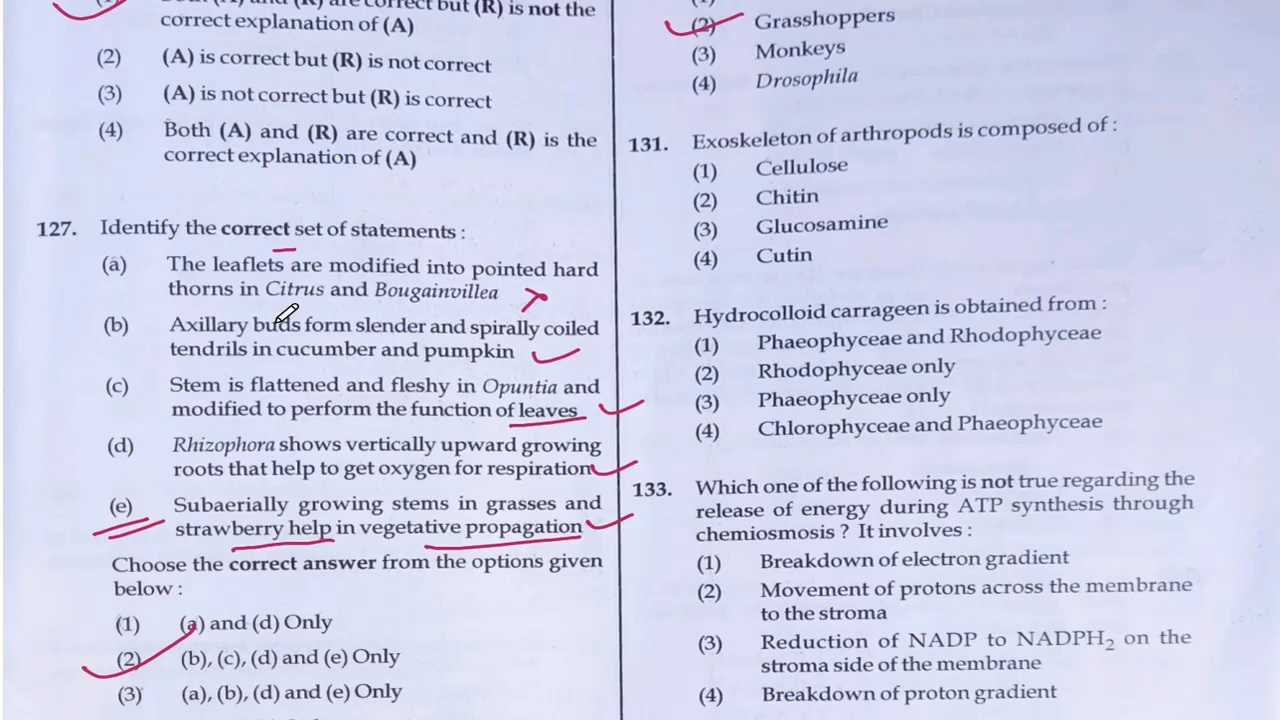 correct but (R) is not the
correct explanation of (A)
(2) (A) is correct but (R) is not correct
(3) (A) is not correct but (R) is correct
(4) Both (A) and (R) are correct and (R) is the
correct explanation of (A)
127. Identify the correct set of statements :
(a) The leaflets are modified into pointed hard
thorns in Citrus and Bougainvillea
(b) Axillary buds form slender and spirally coiled
tendrils in cucumber and pumpkin
(c) Stem is flattened and fleshy in Opuntia and
modified to perform the function of leaves
(d) Rhizophora shows vertically upward growing
roots that help to get oxygen for respiration
(e) Subaerially growing stems in grasses and
strawberry help in vegetative propagation
Choose the correct answer from the options given
below :
(1) (a) and (d) Only
(2) (b), (c), (d) and (e) Only
(3) (a), (b), (d) and (e) Only
(2) Grasshoppers
(3) Monkeys
(4) Drosophila
131. Exoskeleton of arthropods is composed of :
(1) Cellulose
(2) Chitin
(3) Glucosamine
(4) Cutin
132. Hydrocolloid carrageen is obtained from :
(1) Phaeophyceae and Rhodophyceae
(2) Rhodophyceae only
(3) Phaeophyceae only
(4) Chlorophyceae and Phaeophyceae
133. Which one of the following is not true regarding the
release of energy during ATP synthesis through
chemiosmosis ? It involves :
(1) Breakdown of electron gradient
(2) Movement of protons across the membrane
to the stroma
(3) Reduction of NADP to NADPH₂ on the
stroma side of the membrane
(4) Breakdown of proton gradient